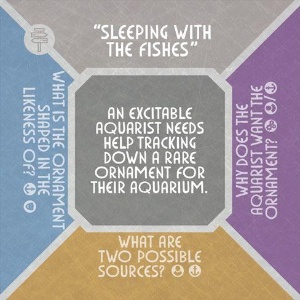 “SLEEPING WITH
THE FISHES”
WHAT IS THE ORNAMENT
SHAPED IN THE
LIKENESS OF?
AN EXCITABLE
AQUARIST NEEDS
HELP TRACKING
DOWN A RARE
ORNAMENT FOR
THEIR AQUARIUM.
WHY DOES THE
AQUARIST WANT THE
ORNAMENT? /
WHAT ARE
TWO POSSIBLE
SOURCES?